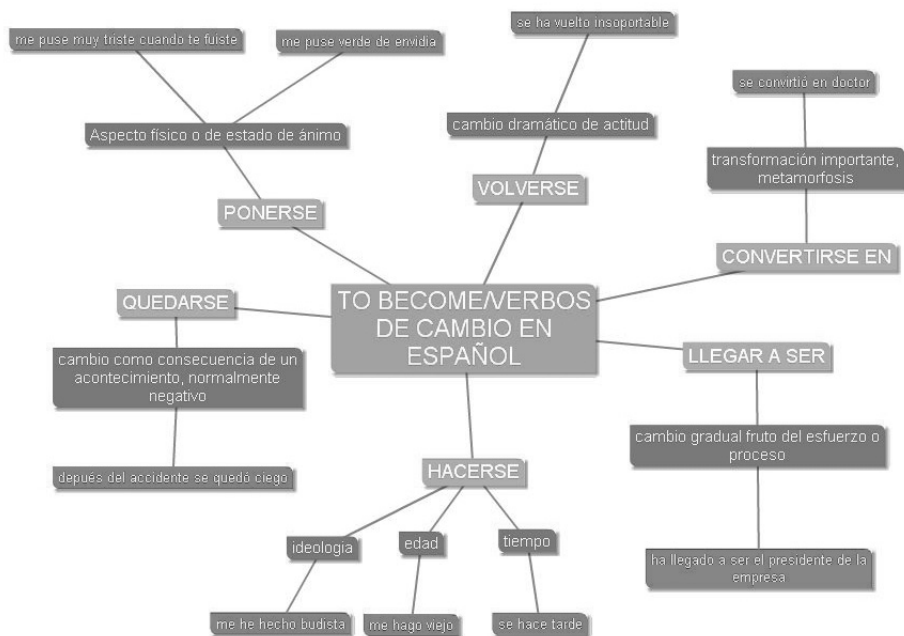 se ha vuelto insoportable
me puse muy triste cuando te fuiste
me puse verde de envidia
se convirtió en doctor
Aspecto físico o de estado de ánimo
cambio dramático de actitud
transformación importante,
metamorfosis
VOLVERSE
PONERSE
CONVERTIRSE EN
QUEDARSE
TO BECOME/VERBOS
DE CAMBIO EN
ESPAÑOL
LLEGAR A SER
cambio como consecuencia de un
acontecimiento, normalmente
negativo
cambio gradual fruto del esfuerzo o
proceso
HACERSE
depués del accidente se quedó ciego
ideología
edad
tiempo
ha llegado a ser el presidente de la
empresa
me he hecho budista
me hago viejo
se hace tarde